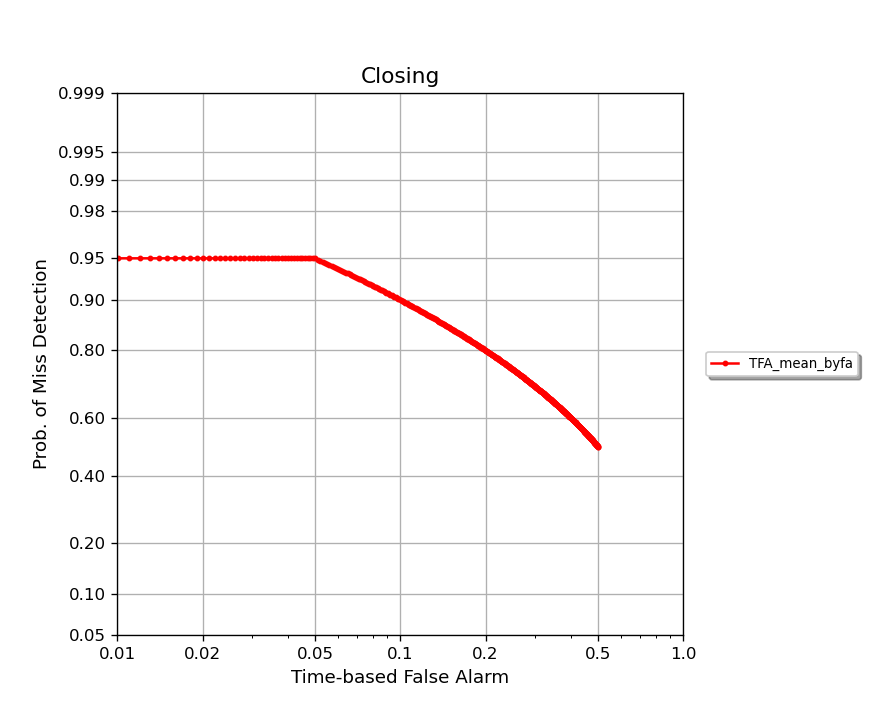 Closing
0.999
0.995
0.99
0.98
0.95
0.90
0.80
0.60
0.40
0.20
0.10
0.05
Prob. of Miss Detection
0.01 0.02 0.05 0.1 0.2 0.5 1.0
Time-based False Alarm
TFA_mean_byfa